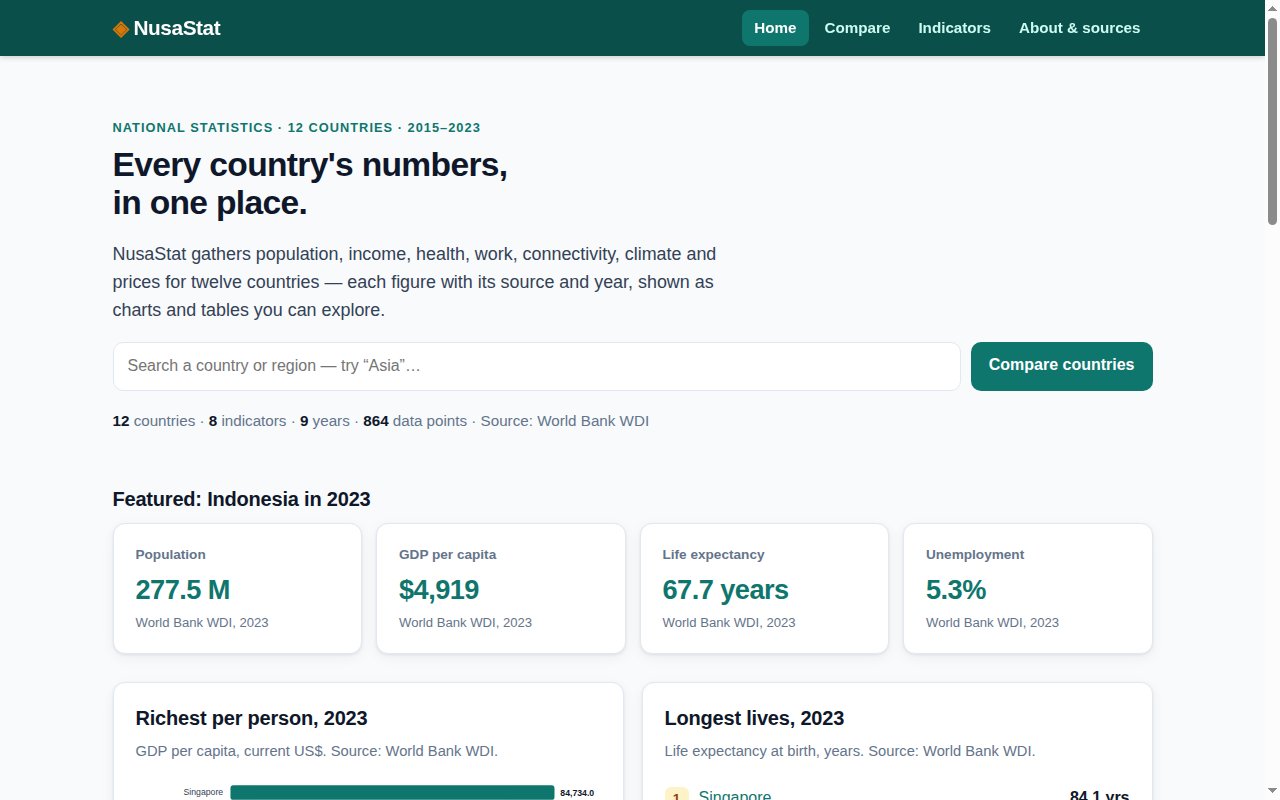 ◈ NusaStat
Home Compare Indicators About & sources
NATIONAL STATISTICS · 12 COUNTRIES · 2015–2023
Every country's numbers,
in one place.
NusaStat gathers population, income, health, work, connectivity, climate and
prices for twelve countries — each figure with its source and year, shown as
charts and tables you can explore.
Search a country or region — try “Asia”…
Compare countries
12 countries · 8 indicators · 9 years · 864 data points · Source: World Bank WDI
Featured: Indonesia in 2023
Population
277.5 M
World Bank WDI, 2023
GDP per capita
$4,919
World Bank WDI, 2023
Life expectancy
67.7 years
World Bank WDI, 2023
Unemployment
5.3%
World Bank WDI, 2023
Richest per person, 2023
GDP per capita, current US$. Source: World Bank WDI.
Singapore 84,734.0
Longest lives, 2023
Life expectancy at birth, years. Source: World Bank WDI.
1 Singapore 84.1 yrs